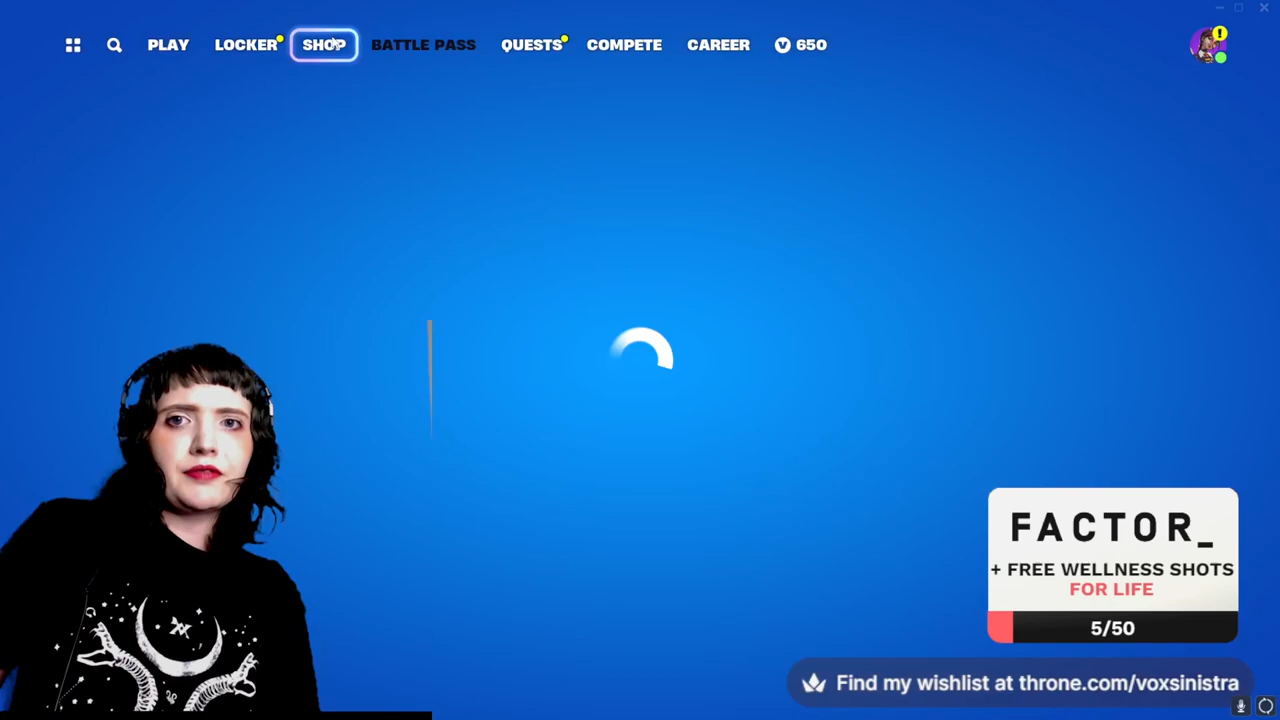 PLAY LOCKER SHOP BATTLE PASS QUESTS COMPETE CAREER V 650
!
FACTOR_
+ FREE WELLNESS SHOTS
FOR LIFE
5/50
Find my wishlist at throne.com/voxsinistra